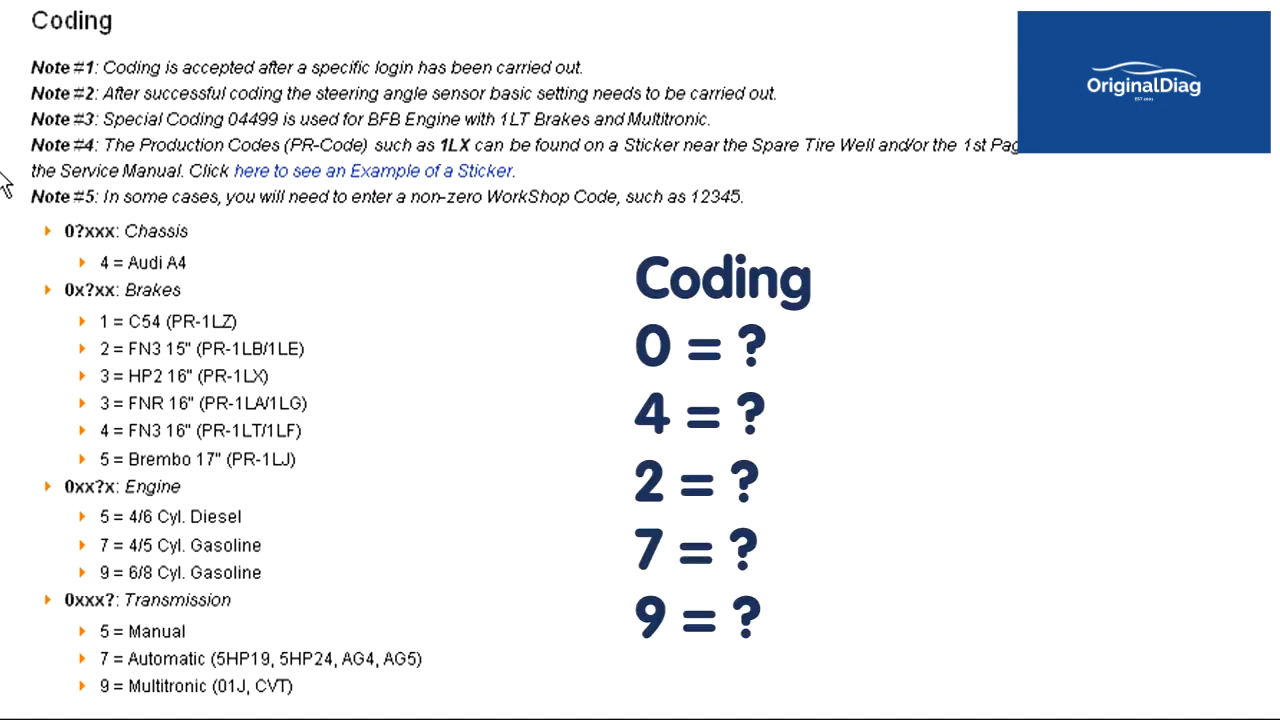 Coding
OriginalDiag
EST 2001
Note #1: Coding is accepted after a specific login has been carried out.
Note #2: After successful coding the steering angle sensor basic setting needs to be carried out.
Note #3: Special Coding 04499 is used for BFB Engine with 1LT Brakes and Multitronic.
Note #4: The Production Codes (PR-Code) such as 1LX can be found on a Sticker near the Spare Tire Well and/or the 1st Pag
the Service Manual. Click here to see an Example of a Sticker.
Note #5: In some cases, you will need to enter a non-zero WorkShop Code, such as 12345.
0?xxx: Chassis
4 = Audi A4
0x?xx: Brakes
1 = C54 (PR-1LZ)
2 = FN3 15" (PR-1LB/1LE)
3 = HP2 16" (PR-1LX)
3 = FNR 16" (PR-1LA/1LG)
4 = FN3 16" (PR-1LT/1LF)
5 = Brembo 17" (PR-1LJ)
0xx?x: Engine
5 = 4/6 Cyl. Diesel
7 = 4/5 Cyl. Gasoline
9 = 6/8 Cyl. Gasoline
0xxx?: Transmission
5 = Manual
7 = Automatic (5HP19, 5HP24, AG4, AG5)
9 = Multitronic (01J, CVT)
Coding
0 = ?
4 = ?
2 = ?
7 = ?
9 = ?